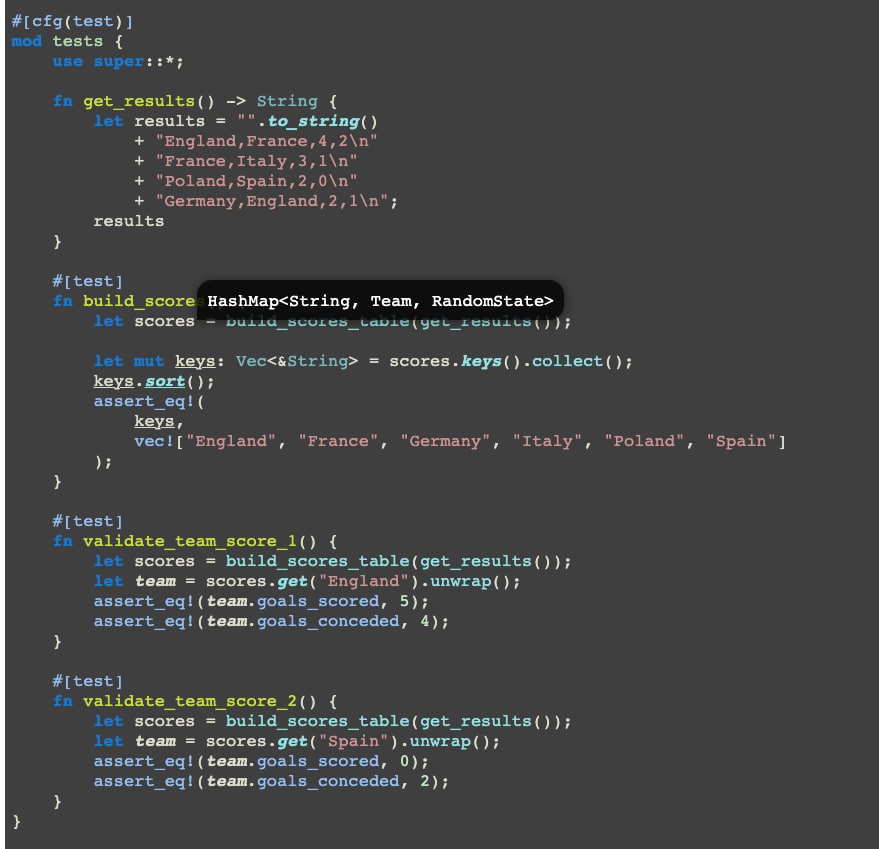 #[cfg(test)]
mod tests {
    use super::*;

    fn get_results() -> String {
        let results = "".to_string()
            + "England,France,4,2\n"
            + "France,Italy,3,1\n"
            + "Poland,Spain,2,0\n"
            + "Germany,England,2,1\n";
        results
    }

    #[test]
    fn build_scores HashMap<String, Team, RandomState>
        let scores = build_scores_table(get_results());

        let mut keys: Vec<&String> = scores.keys().collect();
        keys.sort();
        assert_eq!(
            keys,
            vec!["England", "France", "Germany", "Italy", "Poland", "Spain"]
        );
    }

    #[test]
    fn validate_team_score_1() {
        let scores = build_scores_table(get_results());
        let team = scores.get("England").unwrap();
        assert_eq!(team.goals_scored, 5);
        assert_eq!(team.goals_conceded, 4);
    }

    #[test]
    fn validate_team_score_2() {
        let scores = build_scores_table(get_results());
        let team = scores.get("Spain").unwrap();
        assert_eq!(team.goals_scored, 0);
        assert_eq!(team.goals_conceded, 2);
    }
}